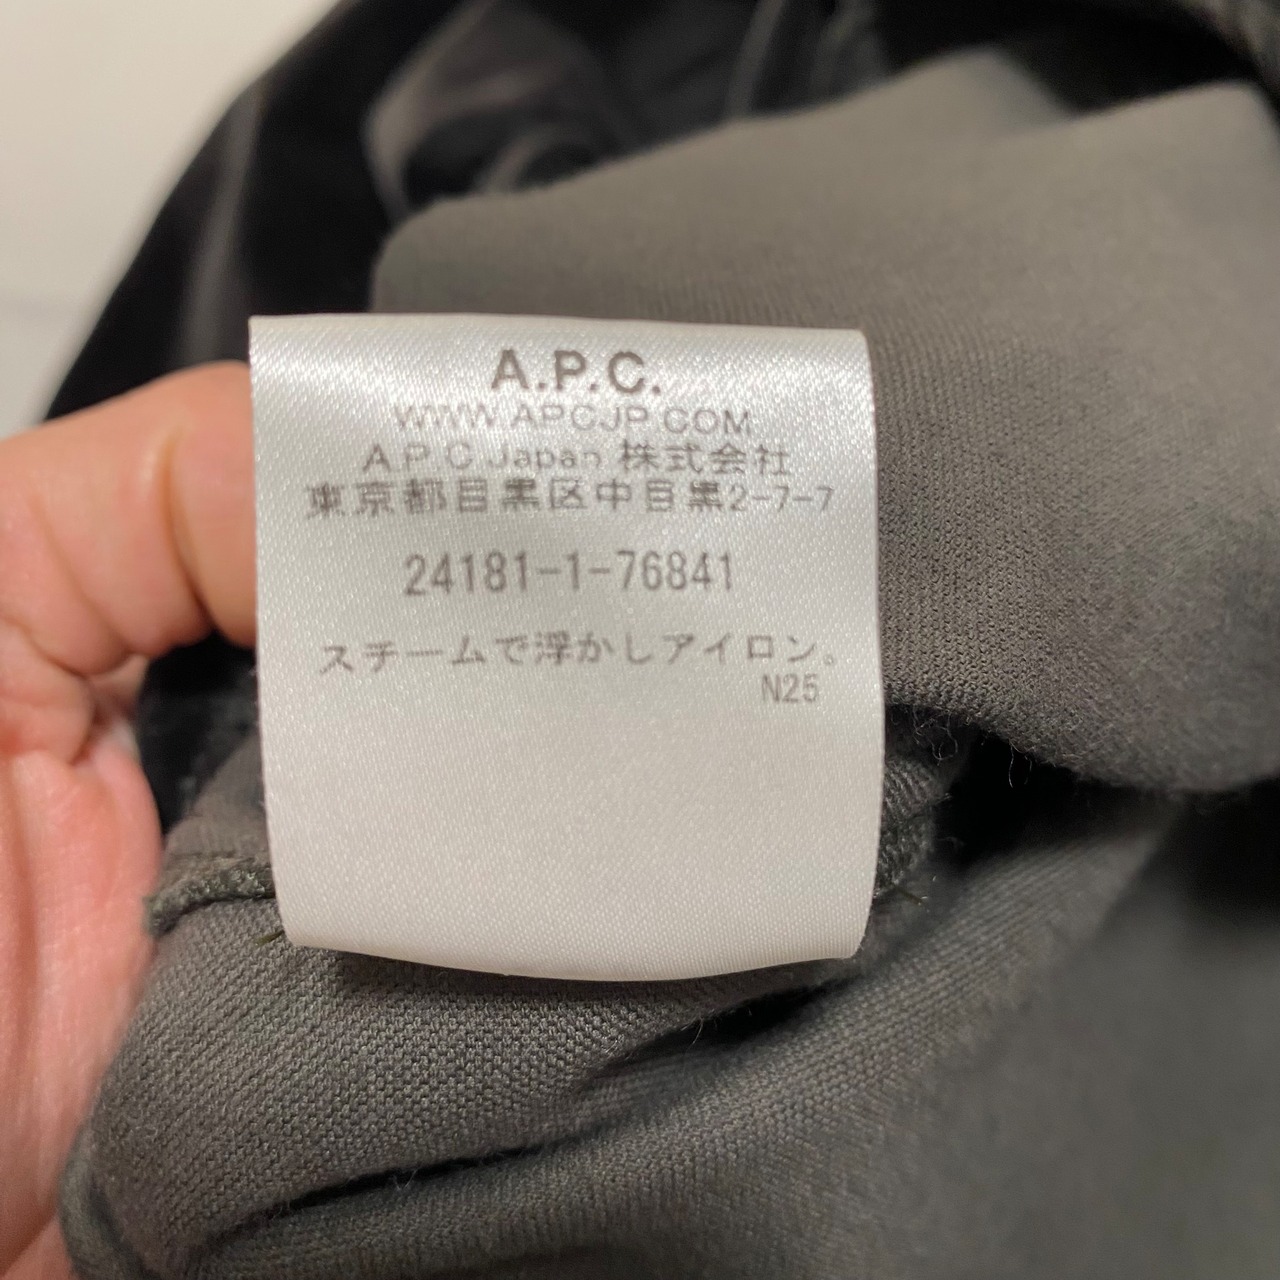 A.P.C.
WWW.APCJP.COM
A.P.C Japan 株式会社
東京都目黒区中目黒2-7-7
24181-1-76841
スチームで浮かしアイロン。
N25